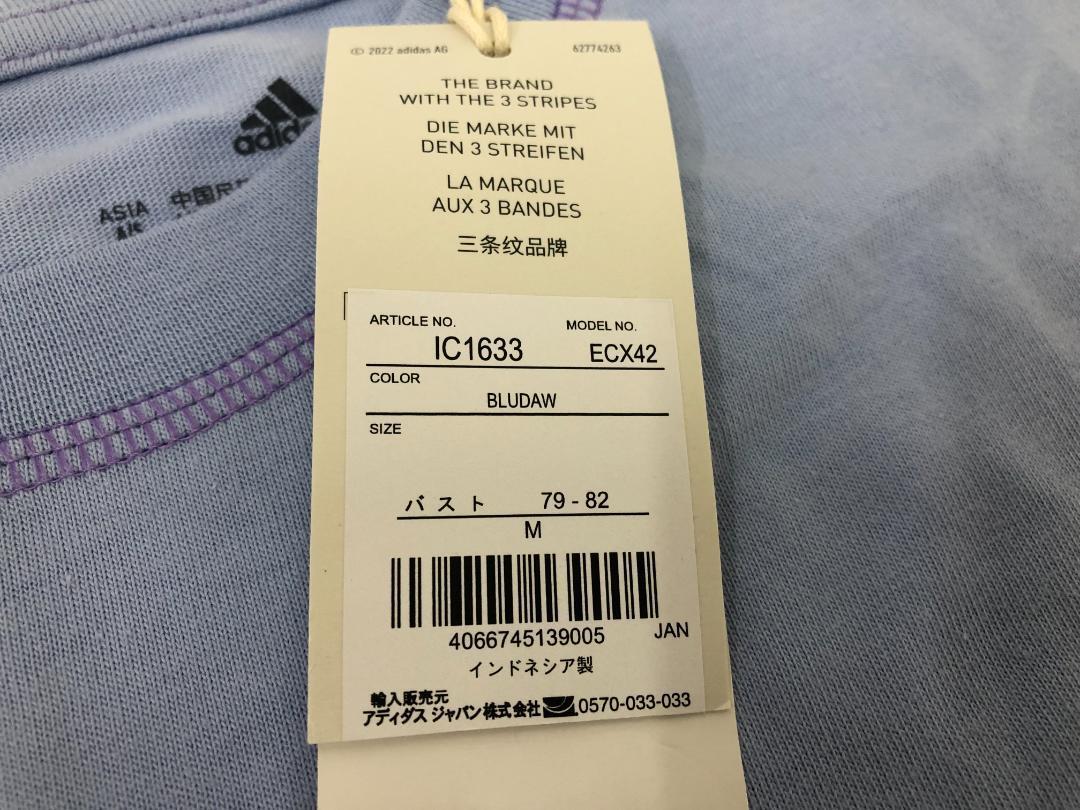 © 2022 adidas AG 62774263
THE BRAND
WITH THE 3 STRIPES
DIE MARKE MIT
DEN 3 STREIFEN
LA MARQUE
AUX 3 BANDES
三条纹品牌
adidas
ASIA 中国
ARTICLE NO. MODEL NO.
IC1633 ECX42
COLOR
BLUDAW
SIZE
バスト 79 - 82
M
4066745139005 JAN
インドネシア製
輸入販売元
アディダス ジャパン株式会社 0570-033-033